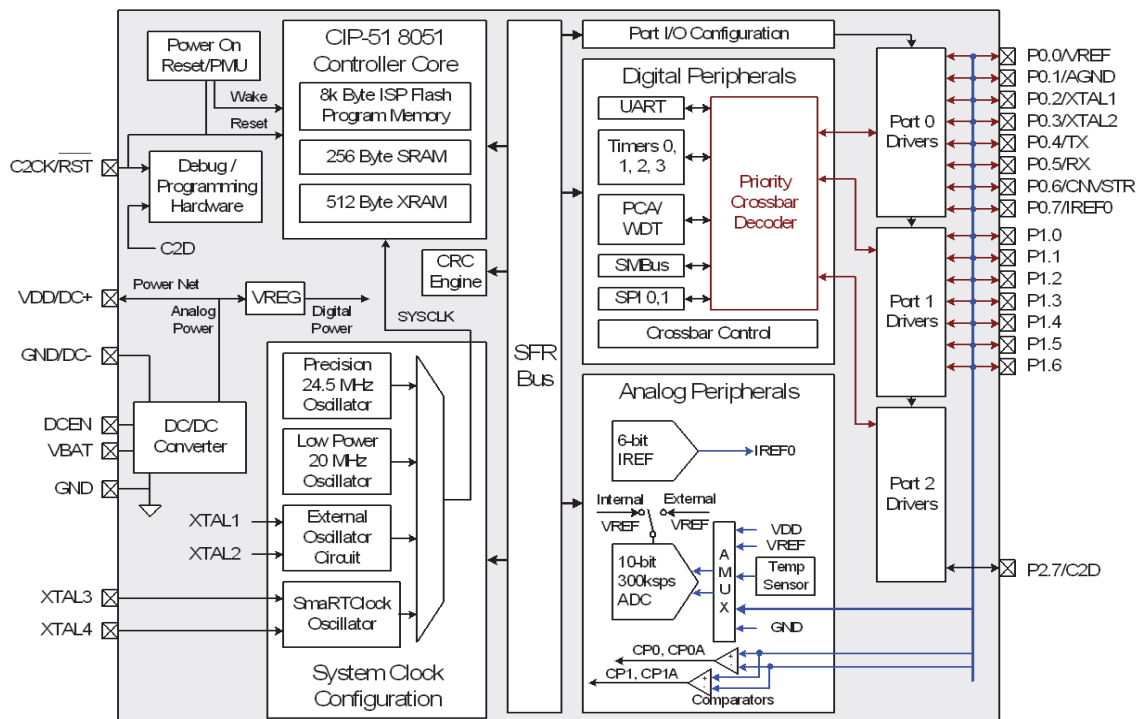 Power On
Reset/PMU
Wake
Reset
C2CK/RST
Debug /
Programming
Hardware
C2D
VDD/DC+
Power Net
Analog
Power
VREG
Digital
Power
GND/DC-
DCEN
VBAT
GND
DC/DC
Converter
XTAL1
XTAL2
XTAL3
XTAL4
CIP-51 8051
Controller Core
8k Byte ISP Flash
Program Memory
256 Byte SRAM
512 Byte XRAM
CRC
Engine
SYSCLK
Precision
24.5 MHz
Oscillator
Low Power
20 MHz
Oscillator
External
Oscillator
Circuit
SmaRTClock
Oscillator
System Clock
Configuration
SFR
Bus
Port I/O Configuration
Digital Peripherals
UART
Timers 0,
1, 2, 3
PCA/
WDT
SMBus
SPI 0,1
Priority
Crossbar
Decoder
Crossbar Control
Analog Peripherals
6-bit
IREF
IREF0
Internal
VREF
External
VREF
10-bit
300ksps
ADC
AMUX
VDD
VREF
Temp
Sensor
GND
CP0, CP0A
+
-
CP1, CP1A
+
-
Comparators
Port 0
Drivers
Port 1
Drivers
Port 2
Drivers
P0.0/VREF
P0.1/AGND
P0.2/XTAL1
P0.3/XTAL2
P0.4/TX
P0.5/RX
P0.6/CNVSTR
P0.7/IREF0
P1.0
P1.1
P1.2
P1.3
P1.4
P1.5
P1.6
P2.7/C2D